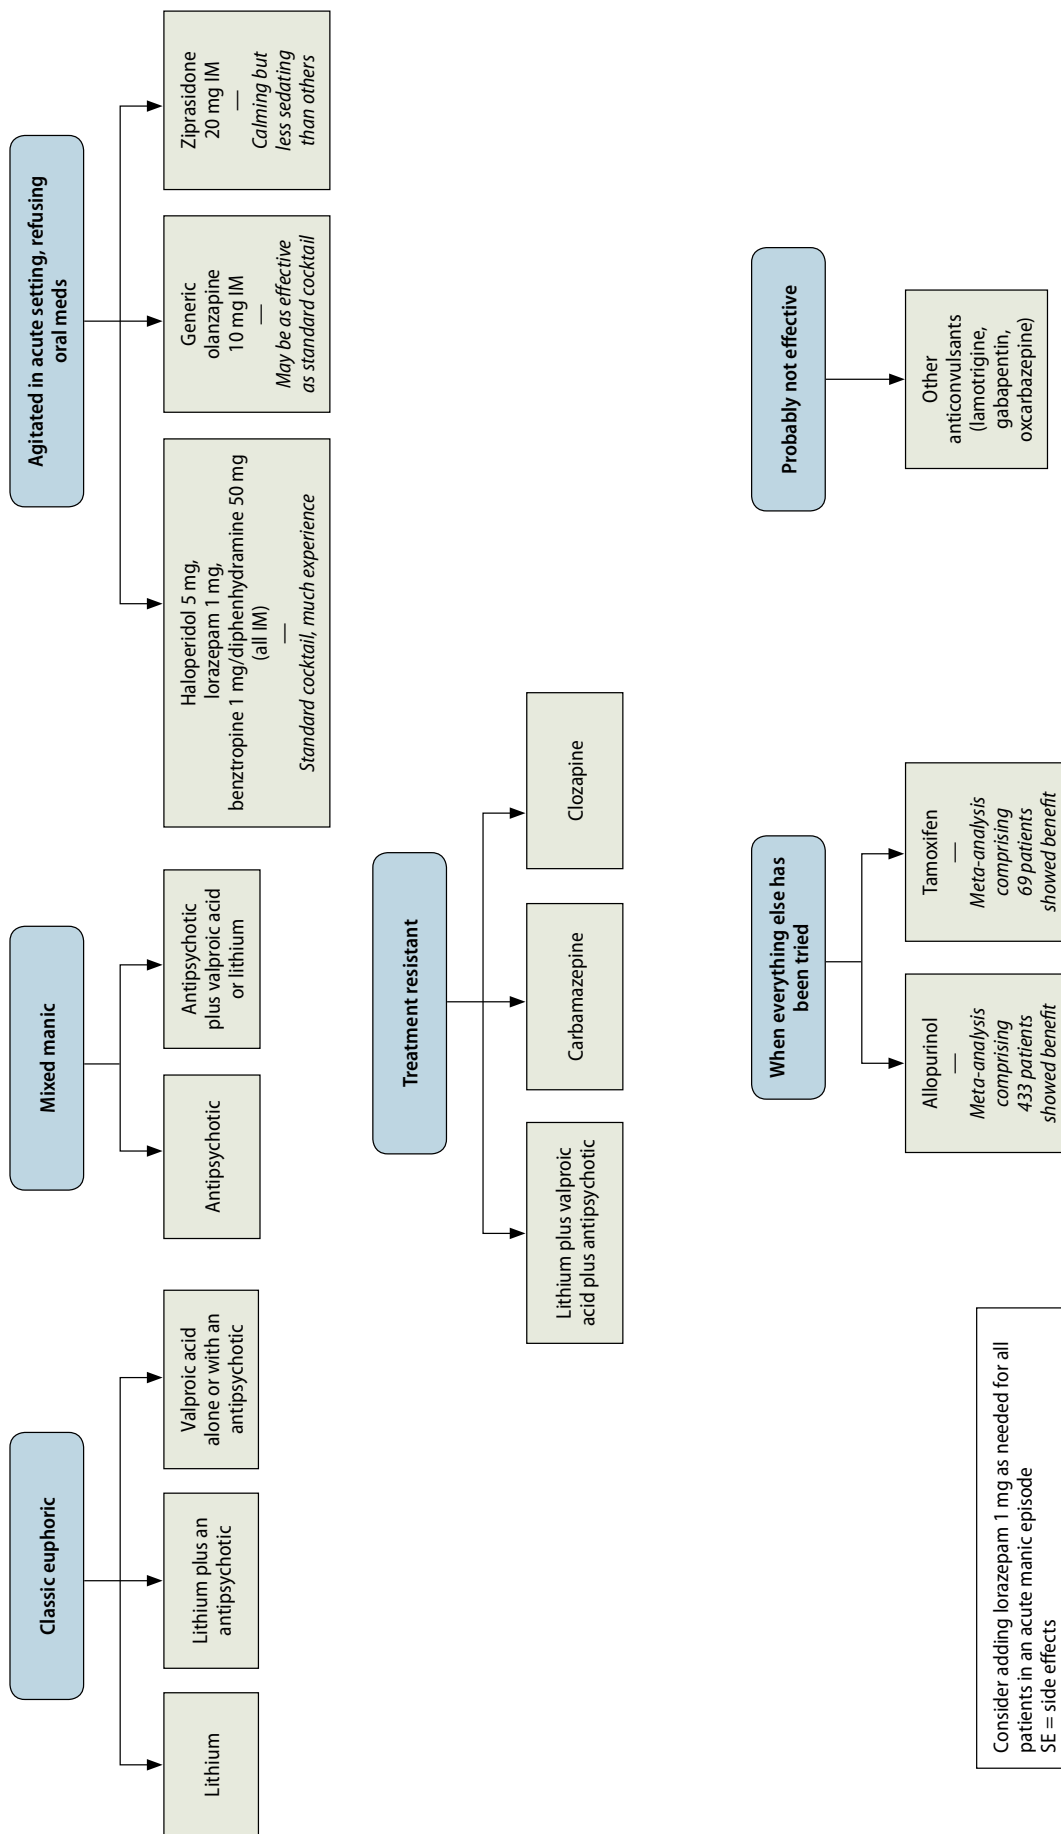 Classic euphoric
Lithium
Lithium plus an
antipsychotic
Valproic acid
alone or with an
antipsychotic
Mixed manic
Antipsychotic
Antipsychotic
plus valproic acid
or lithium
Agitated in acute setting, refusing
oral meds
Haloperidol 5 mg,
lorazepam 1 mg,
benztropine 1 mg/diphenhydramine 50 mg
(all IM)
—
Standard cocktail, much experience
Generic
olanzapine
10 mg IM
—
May be as effective
as standard cocktail
Ziprasidone
20 mg IM
—
Calming but
less sedating
than others
Treatment resistant
Lithium plus valproic
acid plus antipsychotic
Carbamazepine
Clozapine
When everything else has
been tried
Allopurinol
—
Meta-analysis
comprising
433 patients
showed benefit
Tamoxifen
—
Meta-analysis
comprising
69 patients
showed benefit
Probably not effective
Other
anticonvulsants
(lamotrigine,
gabapentin,
oxcarbazepine)
Consider adding lorazepam 1 mg as needed for all
patients in an acute manic episode
SE = side effects